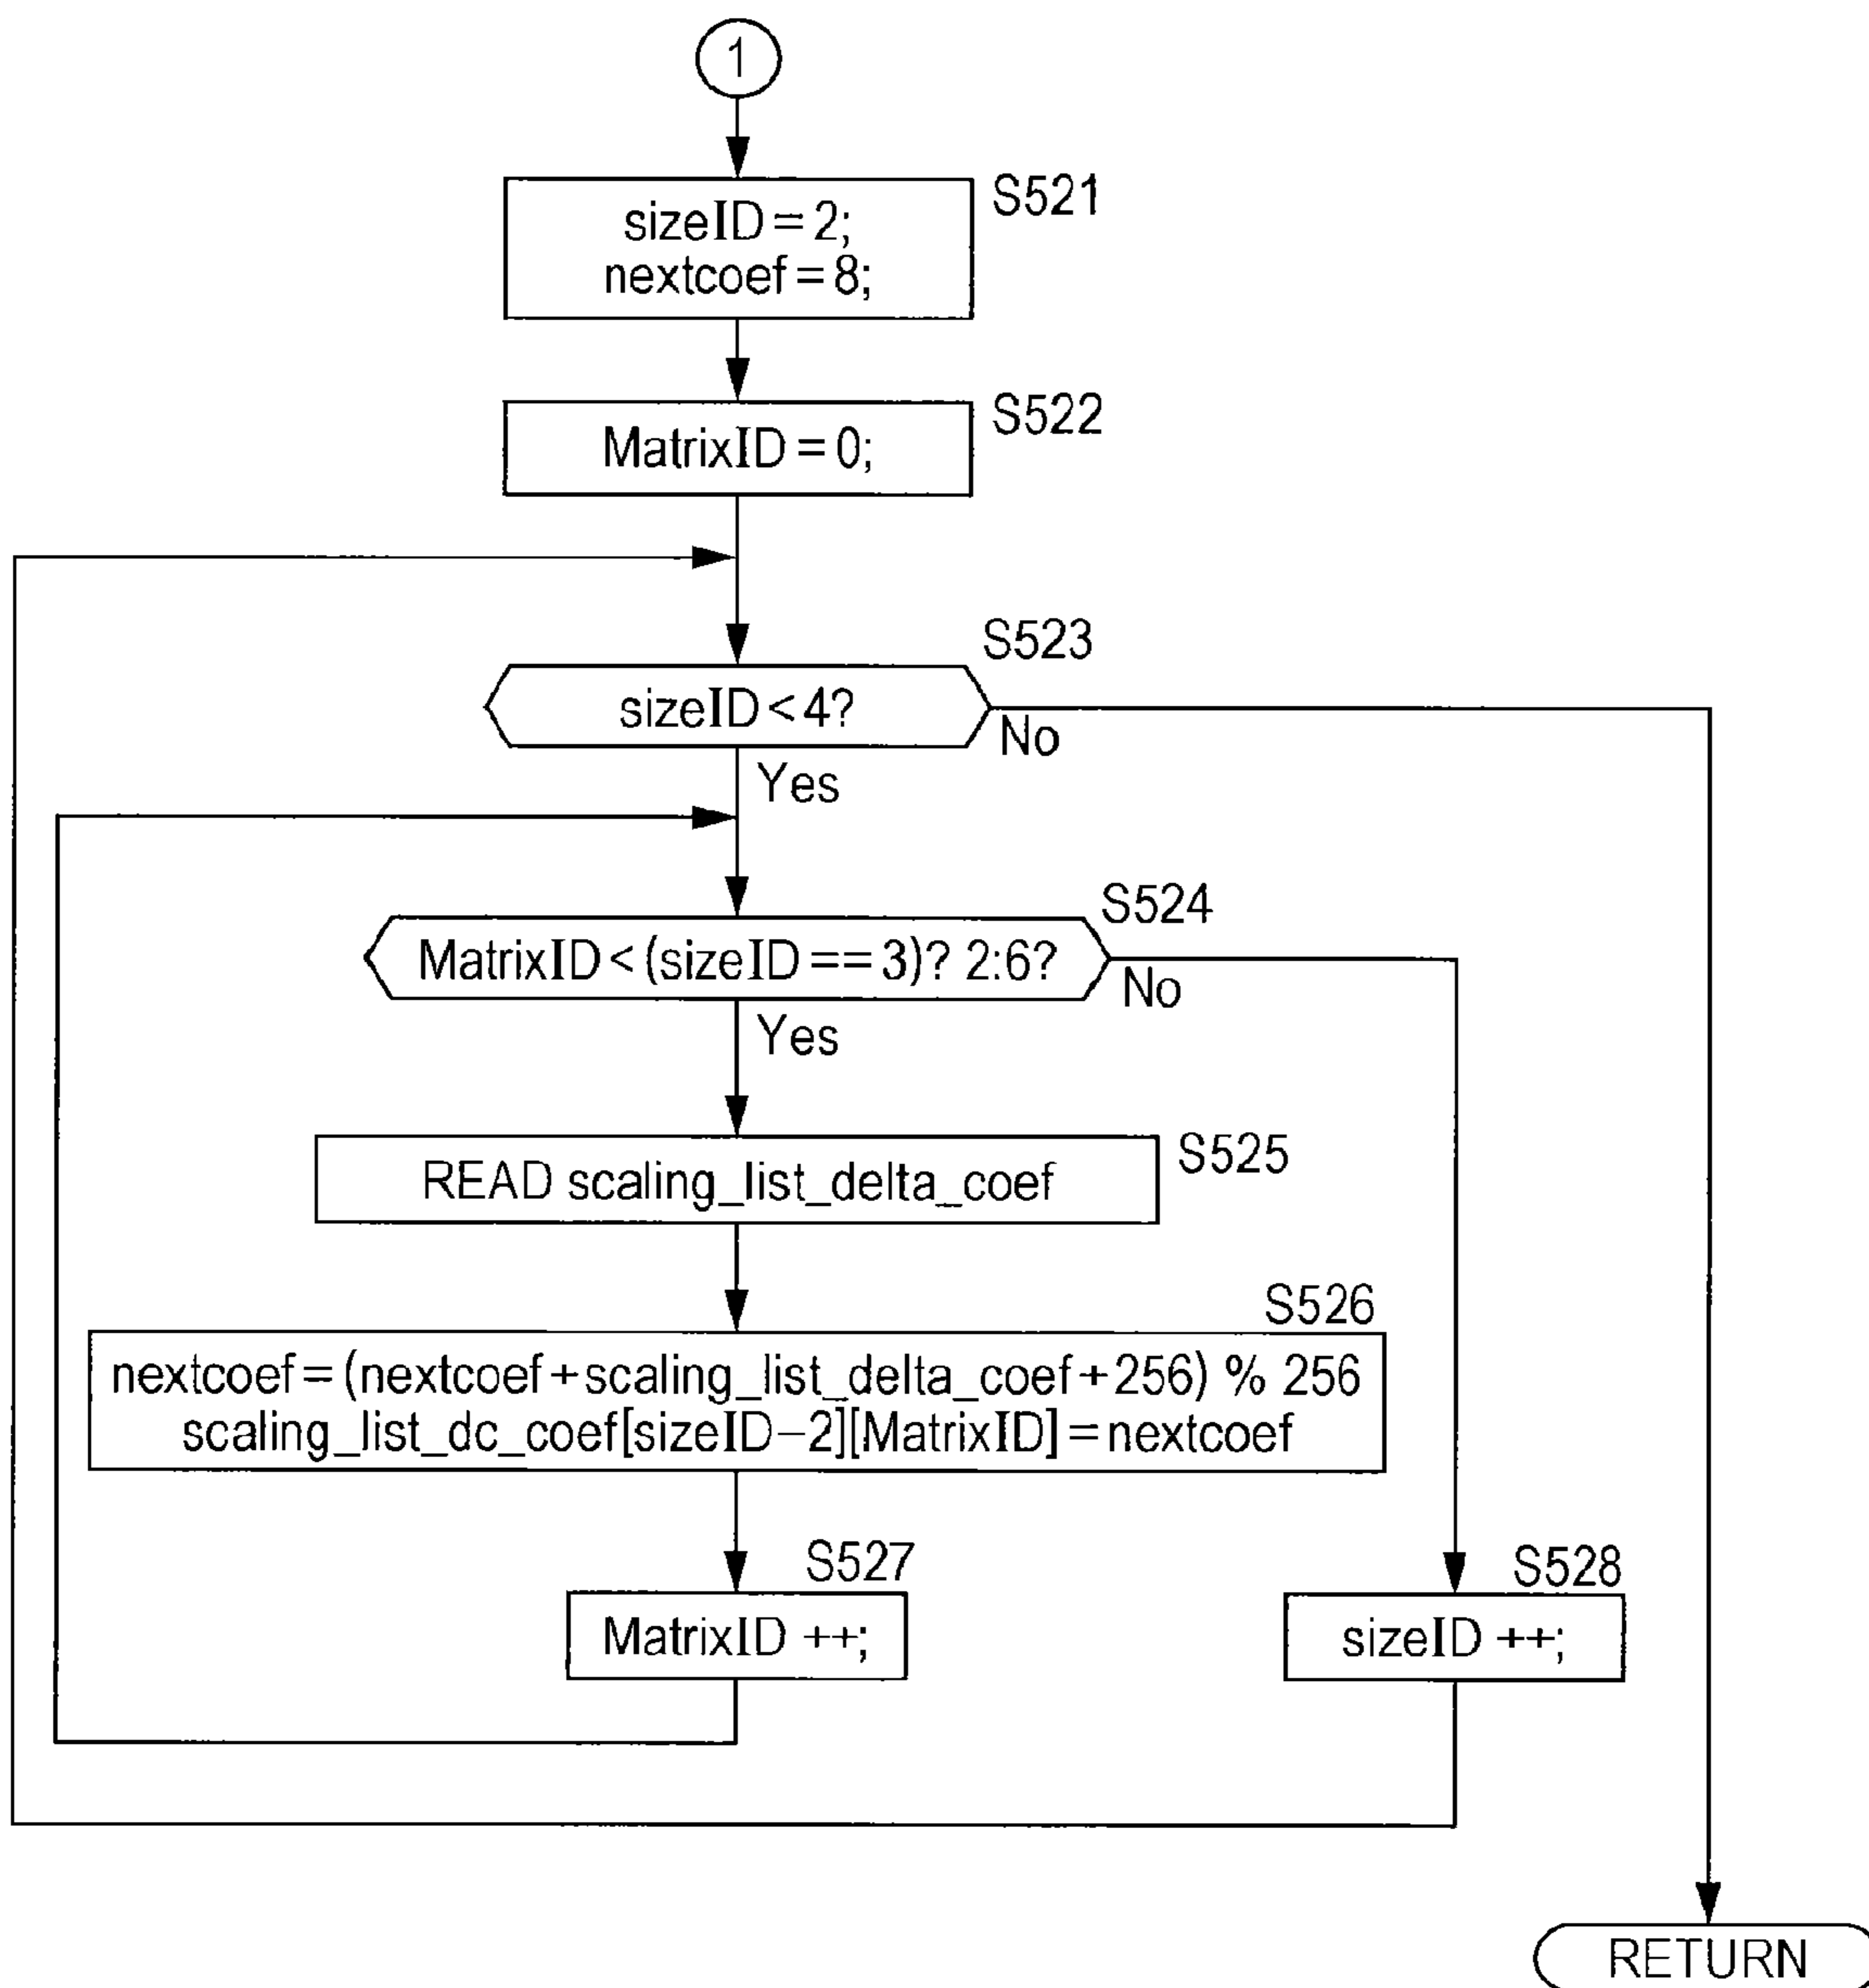 1
S521
sizeID=2;
nextcoef=8;
S522
MatrixID=0;
S523
sizeID<4?
No
Yes
S524
MatrixID<(sizeID==3)? 2:6?
No
Yes
S525
READ scaling_list_delta_coef
S526
nextcoef=(nextcoef+scaling_list_delta_coef+256) % 256
scaling_list_dc_coef[sizeID-2][MatrixID]=nextcoef
S527
MatrixID ++;
S528
sizeID ++;
RETURN